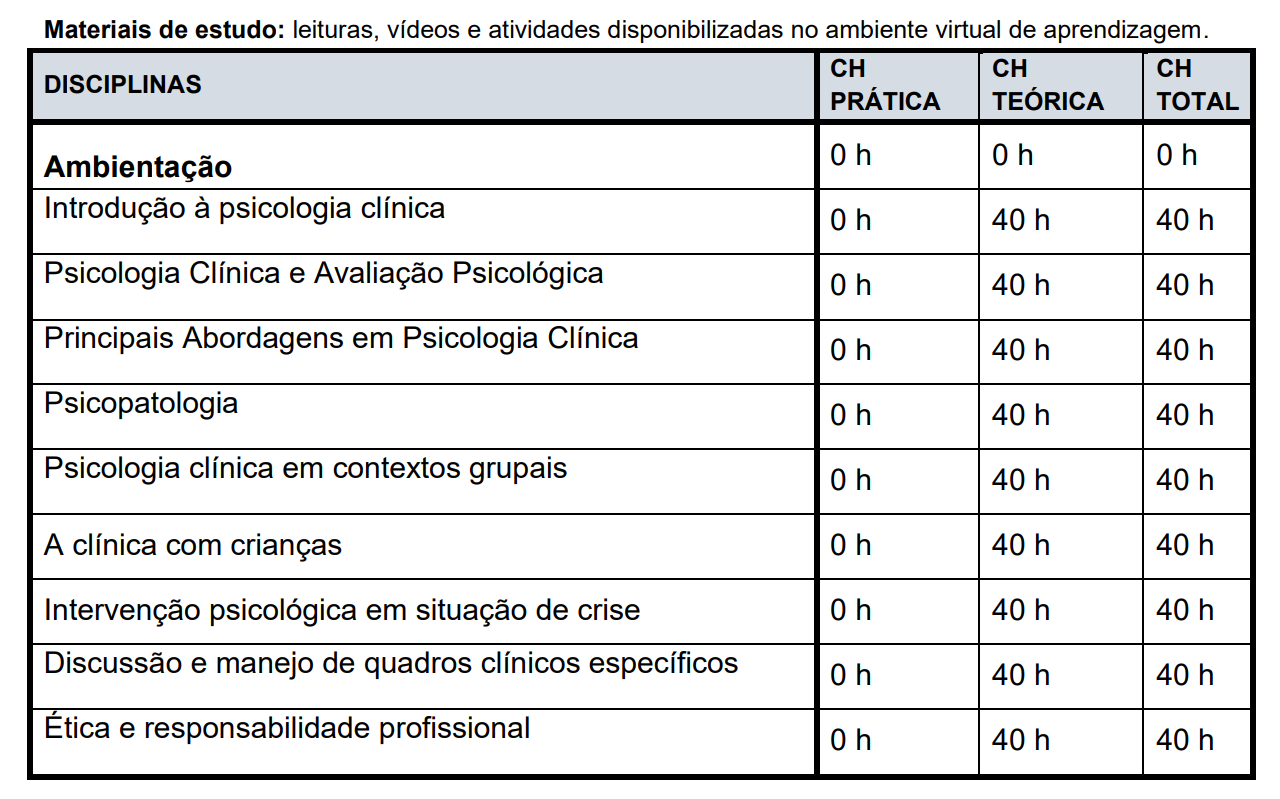 Materiais de estudo: leituras, vídeos e atividades disponibilizadas no ambiente virtual de aprendizagem.
DISCIPLINAS CH PRÁTICA CH TEÓRICA CH TOTAL
Ambientação 0 h 0 h 0 h
Introdução à psicologia clínica 0 h 40 h 40 h
Psicologia Clínica e Avaliação Psicológica 0 h 40 h 40 h
Principais Abordagens em Psicologia Clínica 0 h 40 h 40 h
Psicopatologia 0 h 40 h 40 h
Psicologia clínica em contextos grupais 0 h 40 h 40 h
A clínica com crianças 0 h 40 h 40 h
Intervenção psicológica em situação de crise 0 h 40 h 40 h
Discussão e manejo de quadros clínicos específicos 0 h 40 h 40 h
Ética e responsabilidade profissional 0 h 40 h 40 h